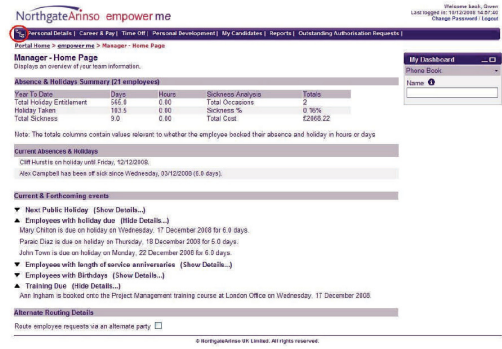 NorthgateArinso empower me
Welcome back, Gwen
Last logged in: 10/12/2008 14:57:40
Change Password | Logout
Personal Details | Career & Pay | Time Off | Personal Development | My Candidates | Reports | Outstanding Authorisation Requests |
Portal Home > empower me > Manager - Home Page
Manager - Home Page
Displays an overview of your team information.
My Dashboard
Phone Book
Name
Absence & Holidays Summary (21 employees)
Year To Date Days Hours Sickness Analysis Totals
Total Holiday Entitlement 565.0 0.00 Total Occasions 2
Holiday Taken 183.5 0.00 Sickness % 0.16%
Total Sickness 9.0 0.00 Total Cost £2066.22
Note: The totals columns contain values relevant to whether the employee booked their absence and holiday in hours or days
Current Absences & Holidays
Cliff Hurst is on holiday until Friday, 12/12/2008.
Alex Campbell has been off sick since Wednesday, 03/12/2008 (6.0 days).
Current & Forthcoming events
Next Public Holiday (Show Details...)
Employees with holiday due (Hide Details...)
Mary Chilton is due on holiday on Wednesday, 17 December 2008 for 6.0 days.
Paraic Diaz is due on holiday on Thursday, 18 December 2008 for 6.0 days.
John Town is due on holiday on Monday, 22 December 2008 for 6.0 days.
Employees with length of service anniversaries (Show Details...)
Employees with Birthdays (Show Details...)
Training Due (Hide Details...)
Ann Ingham is booked onto the Project Management training course at London Office on Wednesday, 17 December 2008
Alternate Routing Details
Route employee requests via an alternate party
© NorthgateArinso UK Limited. All rights reserved.